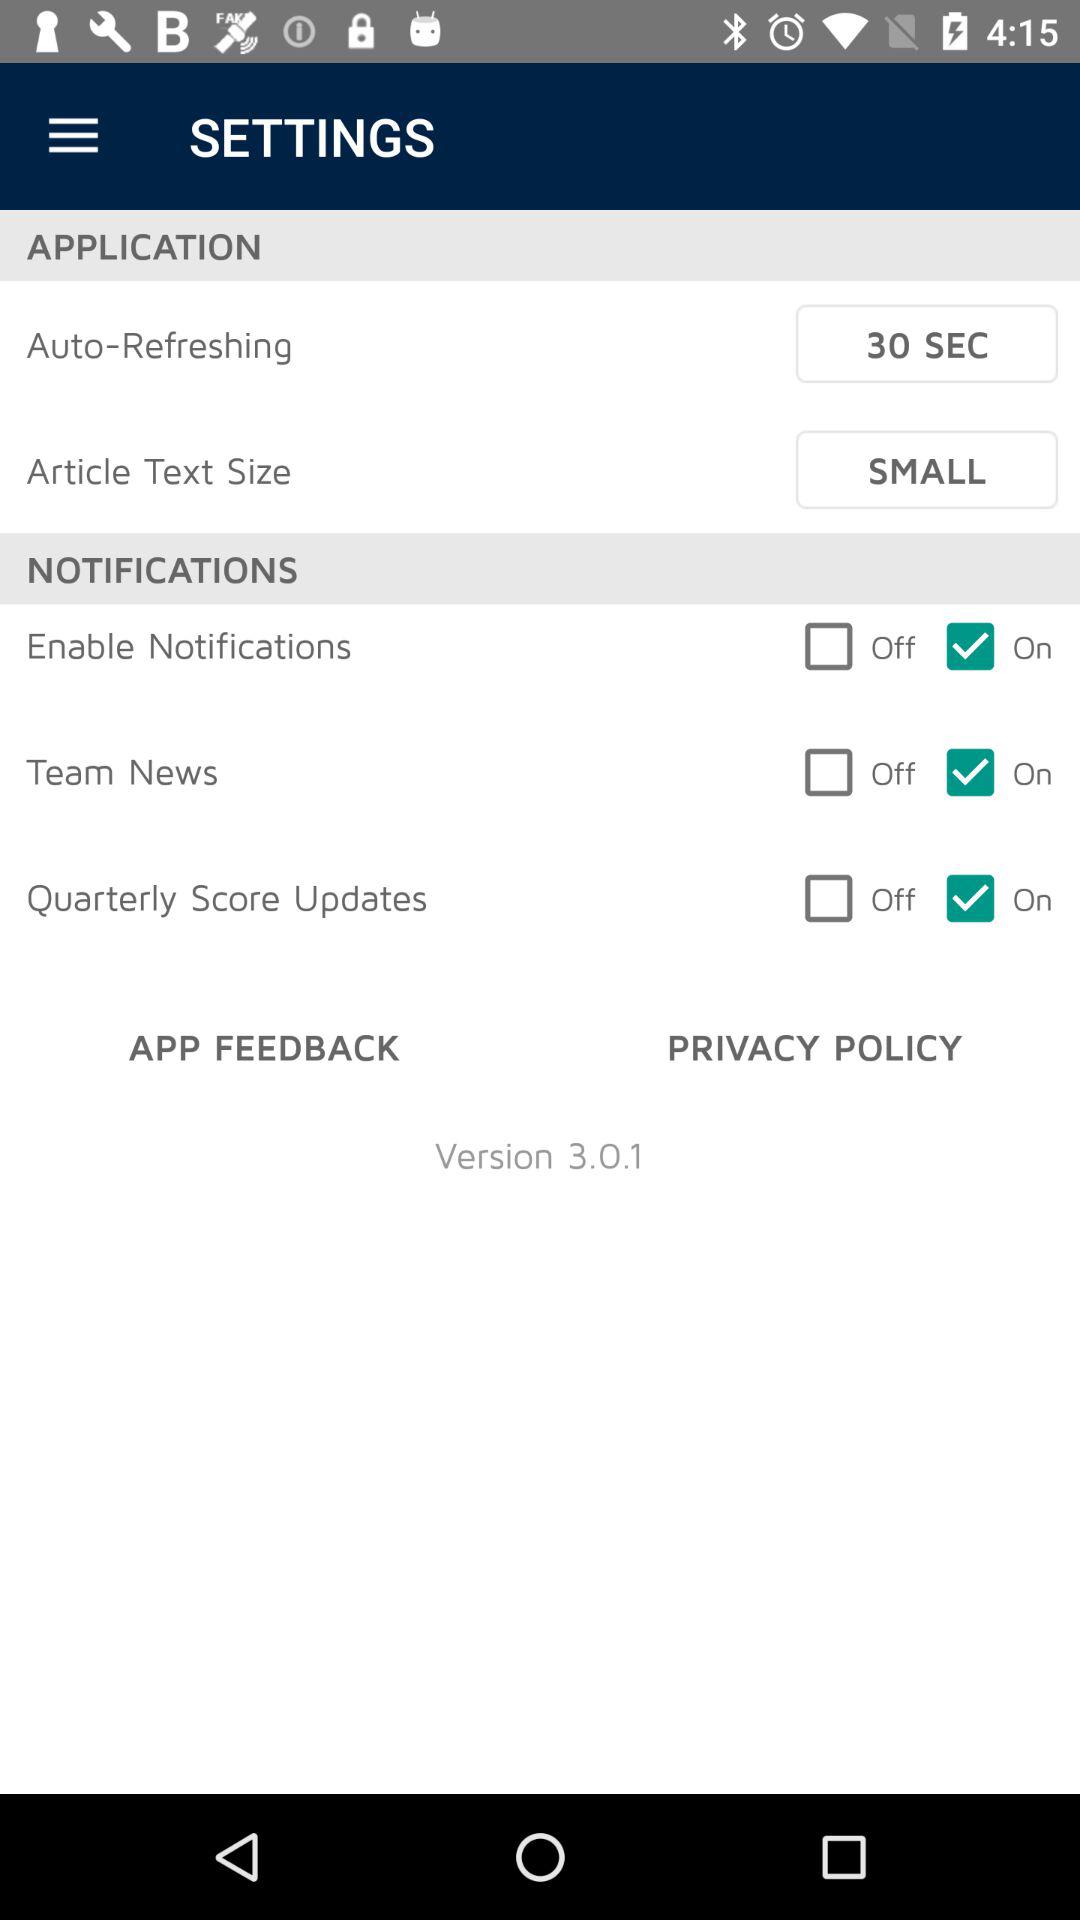 FAKE
4:15
SETTINGS
APPLICATION
Auto-Refreshing 30 SEC
Article Text Size SMALL
NOTIFICATIONS
Enable Notifications Off On
Team News Off On
Quarterly Score Updates Off On
APP FEEDBACK PRIVACY POLICY
Version 3.0.1